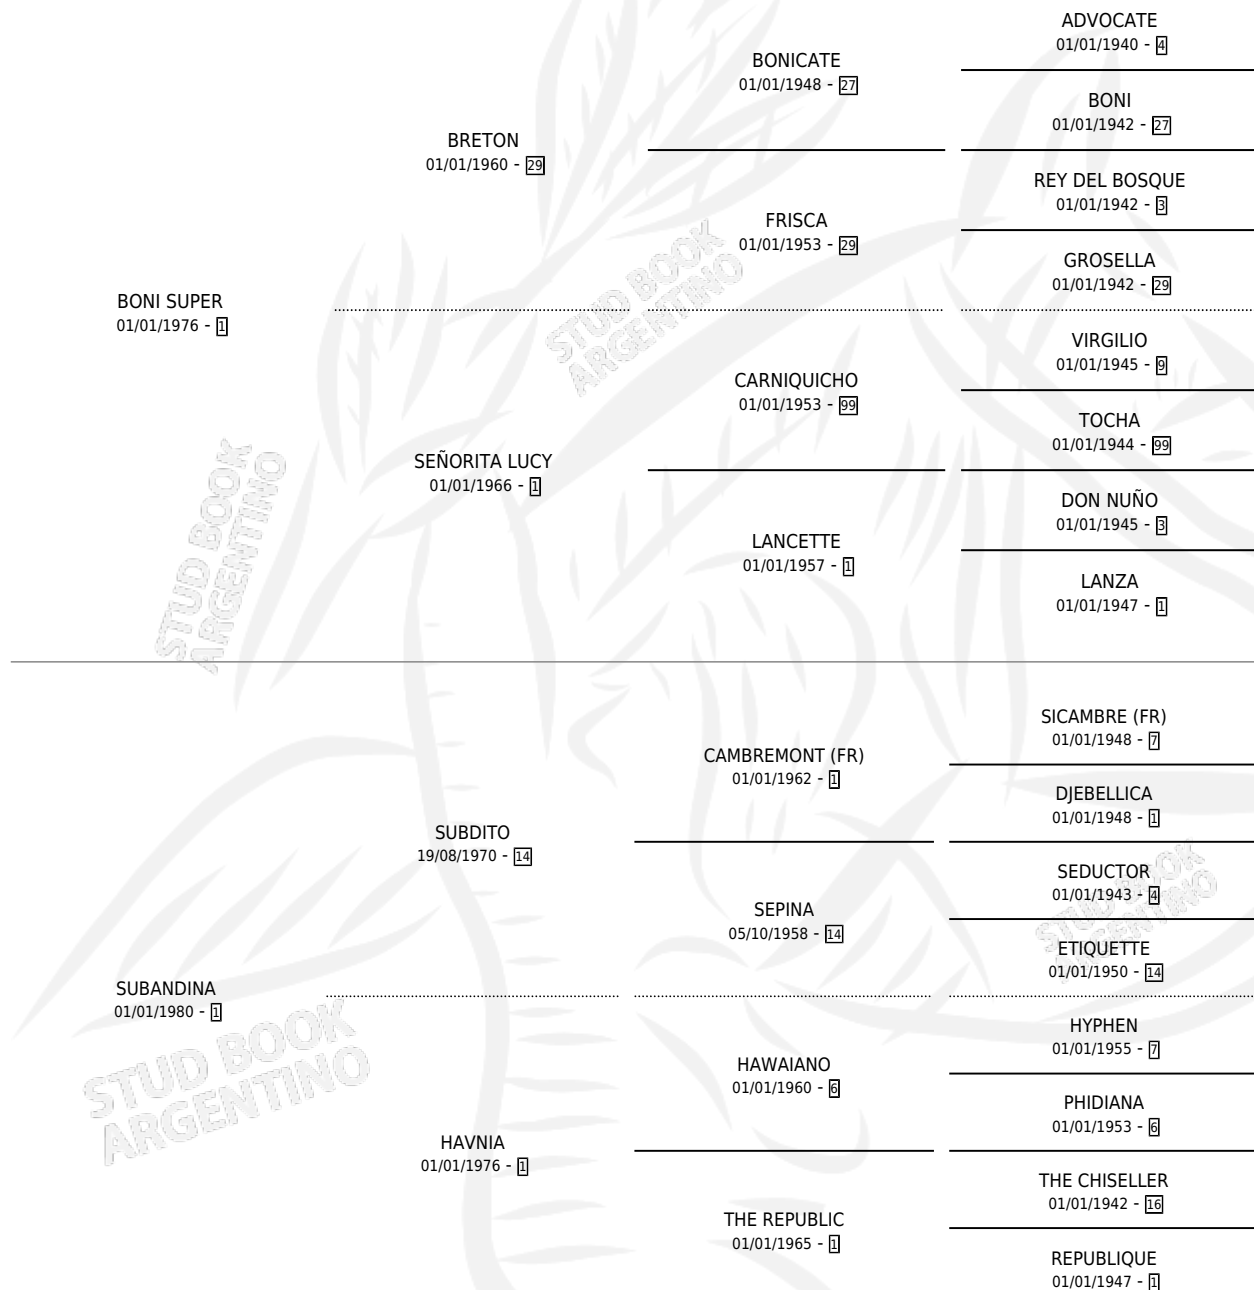 ADVOCATE
01/01/1940 - 4
BONICATE
01/01/1948 - 27
BONI
01/01/1942 - 27
BRETON
01/01/1960 - 29
REY DEL BOSQUE
01/01/1942 - 3
FRISCA
01/01/1953 - 29
GROSELLA
01/01/1942 - 29
BONI SUPER
01/01/1976 - 1
STUD BOOK
ARGENTINO
VIRGILIO
01/01/1945 - 9
CARNIQUICHO
01/01/1953 - 99
TOCHA
01/01/1944 - 99
SEÑORITA LUCY
01/01/1966 - 1
DON NUÑO
01/01/1945 - 3
LANCETTE
01/01/1957 - 1
LANZA
01/01/1947 - 1
STUD BOOK
ARGENTINO
SICAMBRE (FR)
01/01/1948 - 7
CAMBREMONT (FR)
01/01/1962 - 1
DJEBELLICA
01/01/1948 - 1
SUBDITO
19/08/1970 - 14
SEDUCTOR
01/01/1943 - 4
SEPINA
05/10/1958 - 14
STUD BOOK
ARGENTINO
ETIQUETTE
01/01/1950 - 14
SUBANDINA
01/01/1980 - 1
HYPHEN
01/01/1955 - 7
HAWAIANO
01/01/1960 - 6
STUD BOOK
ARGENTINO
PHIDIANA
01/01/1953 - 6
HAVNIA
01/01/1976 - 1
THE CHISELLER
01/01/1942 - 16
THE REPUBLIC
01/01/1965 - 1
REPUBLIQUE
01/01/1947 - 1